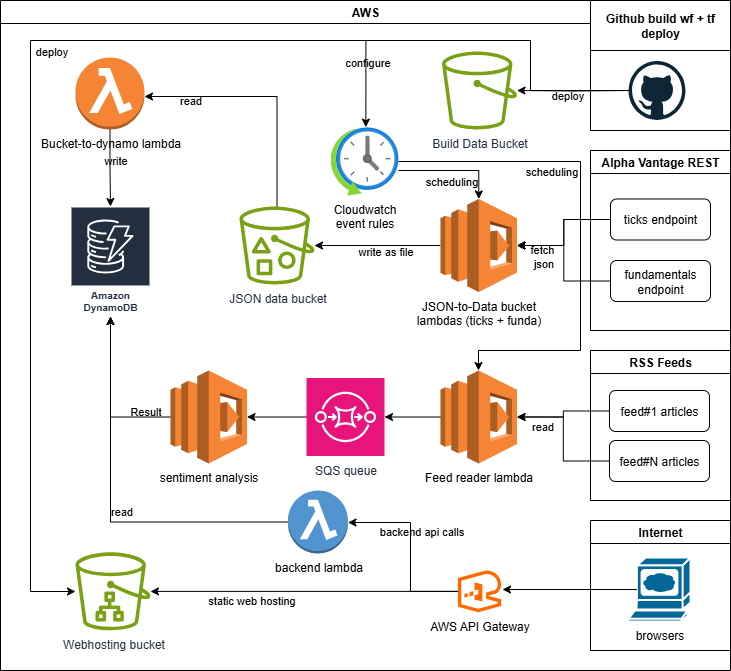 AWS
Github build wf + tf
deploy
deploy
configure
read
deploy
Build Data Bucket
Bucket-to-dynamo lambda
write
Alpha Vantage REST
scheduling
scheduling
Cloudwatch
event rules
ticks endpoint
write as file
fetch
json
fundamentals
endpoint
Amazon
DynamoDB
JSON data bucket
JSON-to-Data bucket
lambdas (ticks + funda)
RSS Feeds
Result
feed#1 articles
read
feed#N articles
sentiment analysis
SQS queue
Feed reader lambda
read
backend api calls
Internet
backend lambda
static web hosting
AWS API Gateway
browsers
Webhosting bucket